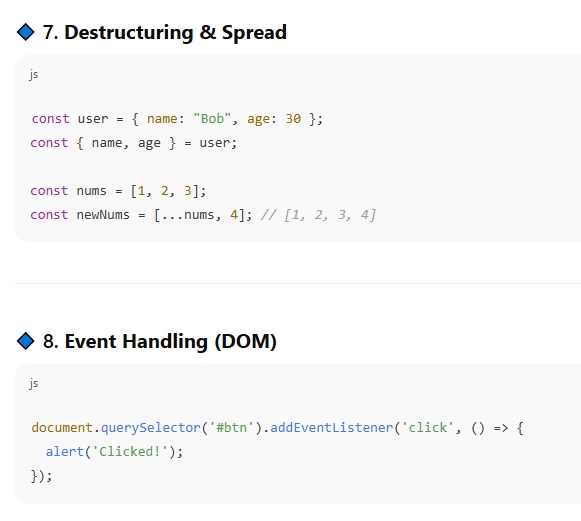 7. Destructuring & Spread
js
const user = { name: "Bob", age: 30 };
const { name, age } = user;
const nums = [1, 2, 3];
const newNums = [...nums, 4]; // [1, 2, 3, 4]
8. Event Handling (DOM)
js
document.querySelector('#btn').addEventListener('click', () => {
  alert('Clicked!');
});